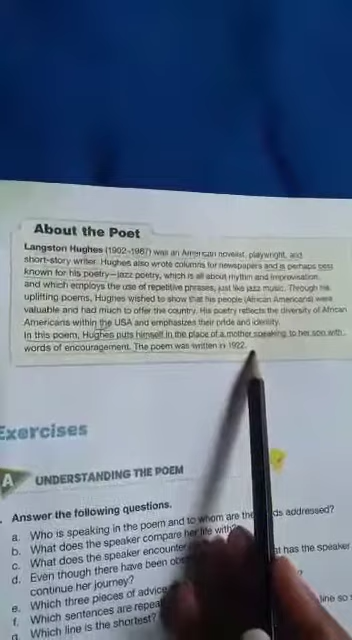 About the Poet
Langston Hughes (1902-1967) was an American novelist, playwright, and
short-story writer. Hughes also wrote columns for newspapers and is perhaps best
known for his poetry—jazz poetry, which is all about rhythm and improvisation,
and which employs the use of repetitive phrases, just like jazz music. Through his
uplifting poems, Hughes wished to show that his people (African Americans) were
valuable and had much to offer the country. His poetry reflects the diversity of African
Americans within the USA and emphasizes their pride and identity.
In this poem, Hughes puts himself in the place of a mother speaking to her son with
words of encouragement. The poem was written in 1922.
Exercises
A UNDERSTANDING THE POEM
Answer the following questions.
a. Who is speaking in the poem and to whom are the ds addressed?
b. What does the speaker compare her life with?
c. What does the speaker encounter
d. Even though there have been at has the speaker
continue her journey?
e. Which three pieces of advice
f. Which sentences are line so
g. Which line is the shortest?